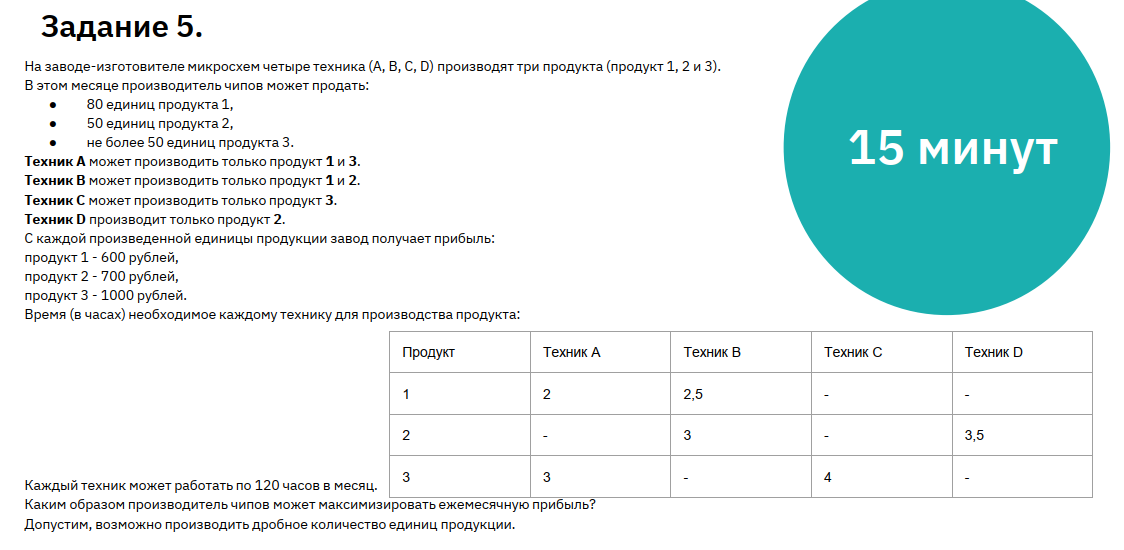 Задание 5.
15 минут
На заводе-изготовителе микросхем четыре техника (A, B, C, D) производят три продукта (продукт 1, 2 и 3).
В этом месяце производитель чипов может продать:
● 80 единиц продукта 1,
● 50 единиц продукта 2,
● не более 50 единиц продукта 3.
Техник A может производить только продукт 1 и 3.
Техник B может производить только продукт 1 и 2.
Техник C может производить только продукт 3.
Техник D производит только продукт 2.
С каждой произведенной единицы продукции завод получает прибыль:
продукт 1 - 600 рублей,
продукт 2 - 700 рублей,
продукт 3 - 1000 рублей.
Время (в часах) необходимое каждому технику для производства продукта:
Продукт Техник A Техник B Техник C Техник D
1 2 2,5 - -
2 - 3 - 3,5
3 3 - 4 -
Каждый техник может работать по 120 часов в месяц.
Каким образом производитель чипов может максимизировать ежемесячную прибыль?
Допустим, возможно производить дробное количество единиц продукции.